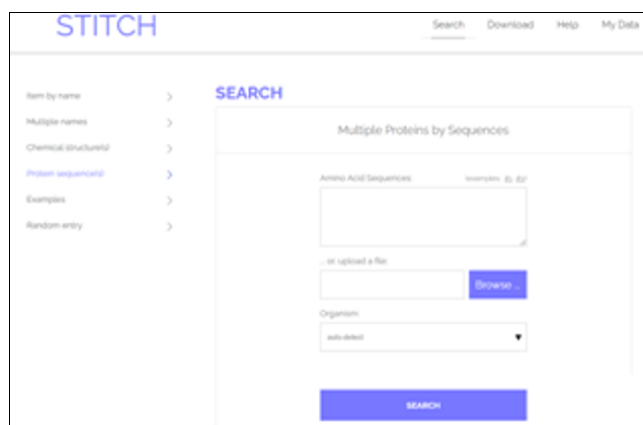 STITCH
Search Download Help My Data
Item by name
Multiple names
Chemical structure(s)
Protein sequence(s)
Examples
Random entry
SEARCH
Multiple Proteins by Sequences
Amino Acid Sequences:
... or upload a file:
Browse ...
Organism:
auto-detect
SEARCH